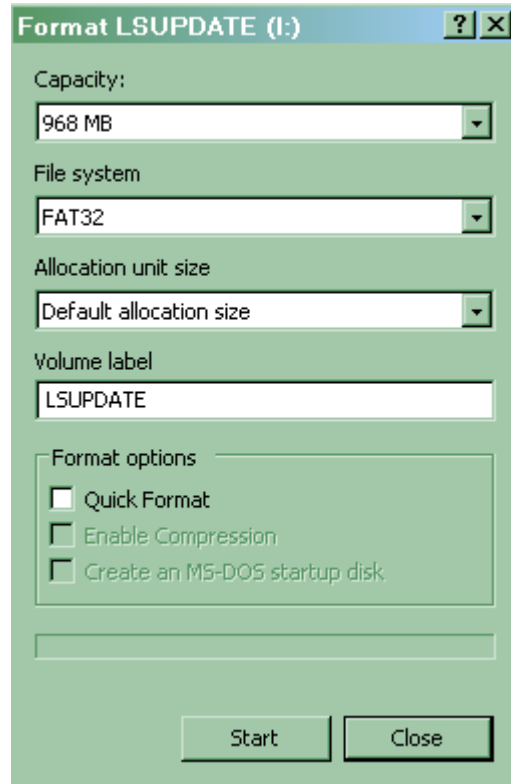 Format LSUPDATE (I:)
Capacity:
968 MB
File system
FAT32
Allocation unit size
Default allocation size
Volume label
LSUPDATE
Format options
Quick Format
Enable Compression
Create an MS-DOS startup disk
Start Close